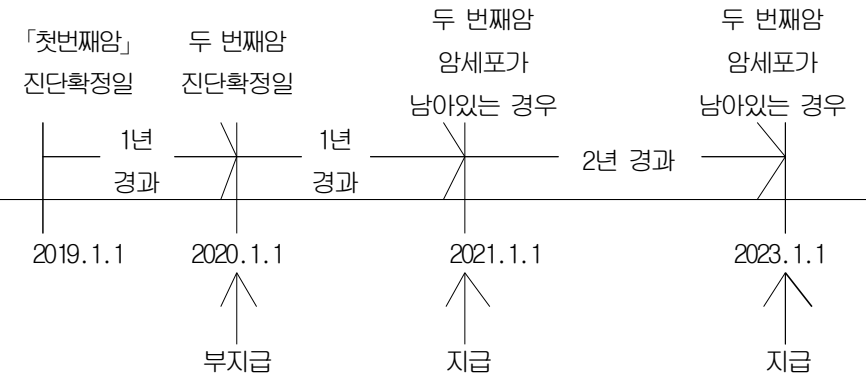 「첫번째암」
진단확정일
두 번째암
진단확정일
두 번째암
암세포가
남아있는 경우
두 번째암
암세포가
남아있는 경우
1년
경과
1년
경과
2년 경과
2019.1.1
2020.1.1
2021.1.1
2023.1.1
부지급
지급
지급